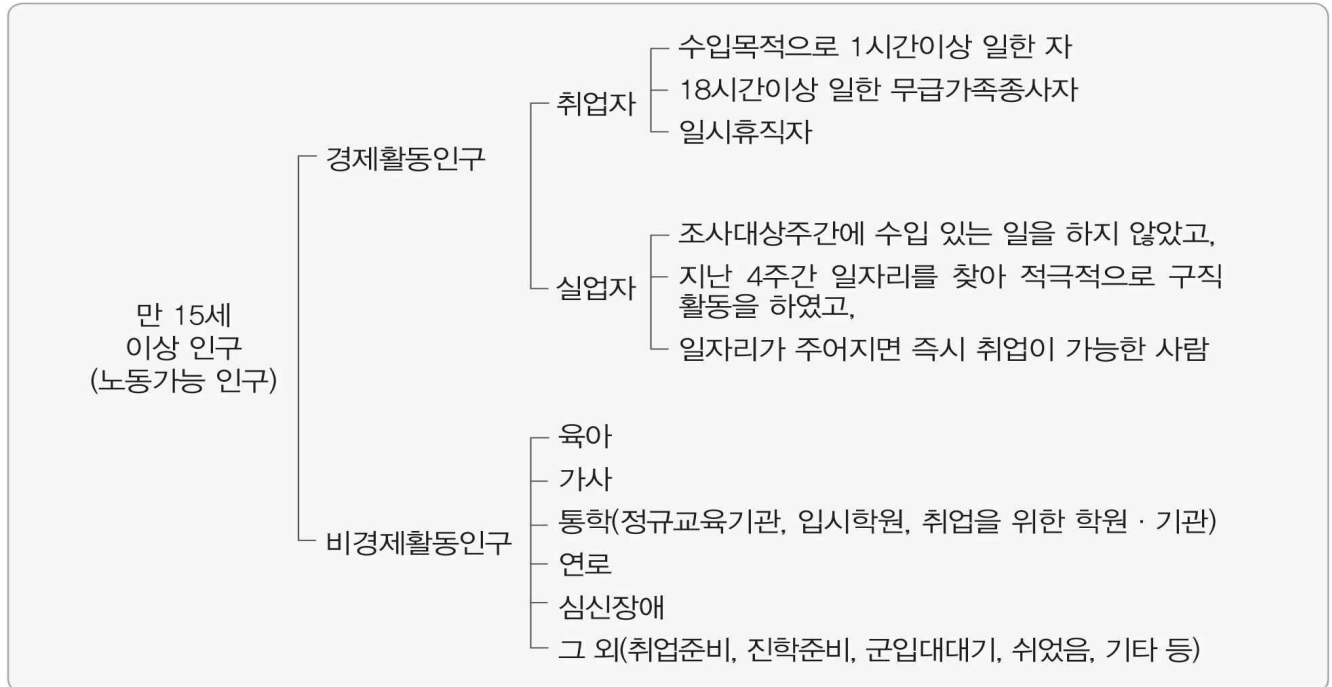 수입목적으로 1시간이상 일한 자
18시간이상 일한 무급가족종사자
일시휴직자
취업자
경제활동인구
조사대상주간에 수입 있는 일을 하지 않았고,
지난 4주간 일자리를 찾아 적극적으로 구직
활동을 하였고,
일자리가 주어지면 즉시 취업이 가능한 사람
실업자
만 15세
이상 인구
(노동가능 인구)
육아
가사
통학(정규교육기관, 입시학원, 취업을 위한 학원 · 기관)
비경제활동인구
연로
심신장애
그 외(취업준비, 진학준비, 군입대대기, 쉬었음, 기타 등)